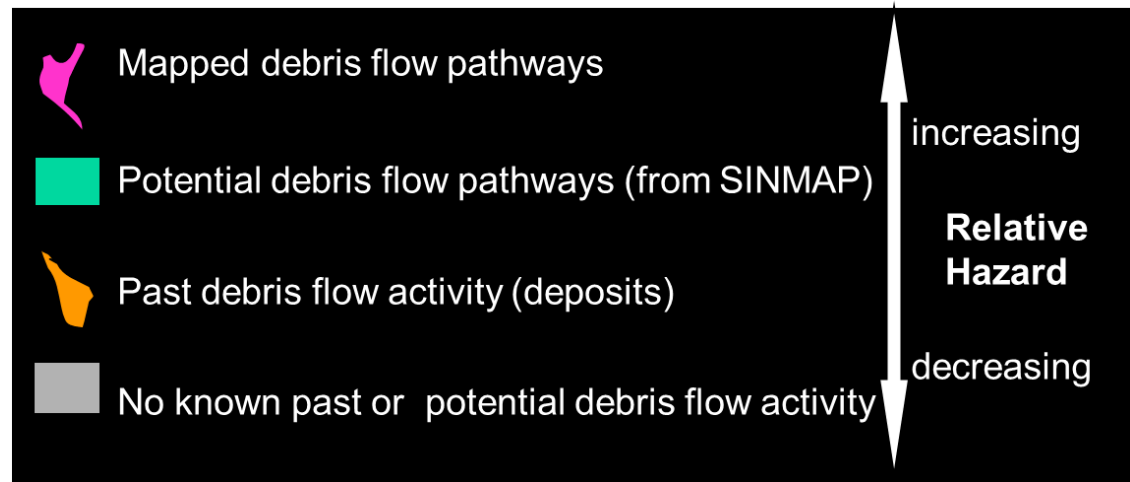 Mapped debris flow pathways
increasing
Potential debris flow pathways (from SINMAP)
Relative
Hazard
Past debris flow activity (deposits)
decreasing
No known past or  potential debris flow activity